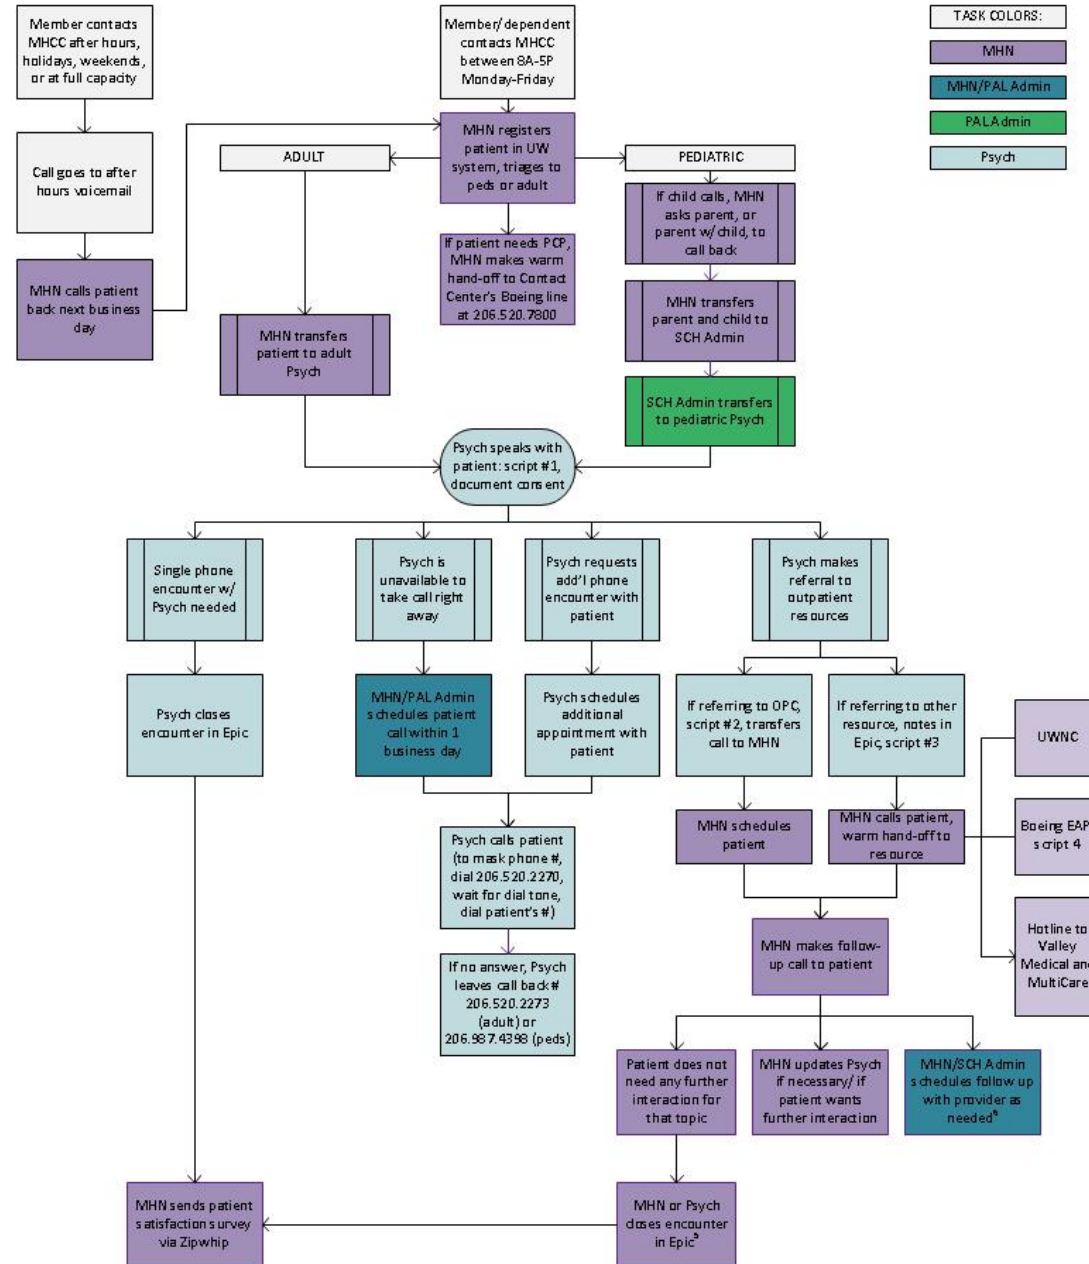 Member contacts
MHCC after hours,
holidays, weekends,
or at full capacity
Member/dependent
contacts MHCC
between 8A-5P
Monday-Friday
TASK COLORS:
MHN
MHN/PAL Admin
PAL Admin
Psych
Call goes to after
hours voicemail
MHN calls patient
back next business
day
MHN registers
patient in UW
system, triages to
peds or adult
ADULT
PEDIATRIC
If patient needs PCP,
MHN makes warm
hand-off to Contact
Center's Boeing line
at 206.520.7800
If child calls, MHN
asks parent, or
parent w/child, to
call back
MHN transfers
parent and child to
SCH Admin
MHN transfers
patient to adult
Psych
SCH Admin transfers
to pediatric Psych
Psych speaks with
patient: script #1,
document consent
Single phone
encounter w/
Psych needed
Psych is
unavailable to
take call right
away
Psych requests
add'l phone
encounter with
patient
Psych makes
referral to
outpatient
resources
Psych closes
encounter in Epic
MHN/PAL Admin
schedules patient
call within 1
business day
Psych schedules
additional
appointment with
patient
If referring to OPC,
script #2, transfers
call to MHN
If referring to other
resource, notes in
Epic, script #3
UWNC
Boeing EAP,
script 4
Hotline to
Valley
Medical and
MultiCare
Psych calls patient
(to mask phone #,
dial 206.520.2270,
wait for dial tone,
dial patient's #)
MHN schedules
patient
MHN calls patient,
warm hand-off to
resource
If no answer, Psych
leaves call back #
206.520.2273
(adult) or
206.987.4398 (peds)
MHN makes follow-
up call to patient
Patient does not
need any further
interaction for
that topic
MHN updates Psych
if necessary/ if
patient wants
further interaction
MHN/SCH Admin
schedules follow up
with provider as
needed
MHN sends patient
satisfaction survey
via Zipwhip
MHN or Psych
closes encounter
in Epic